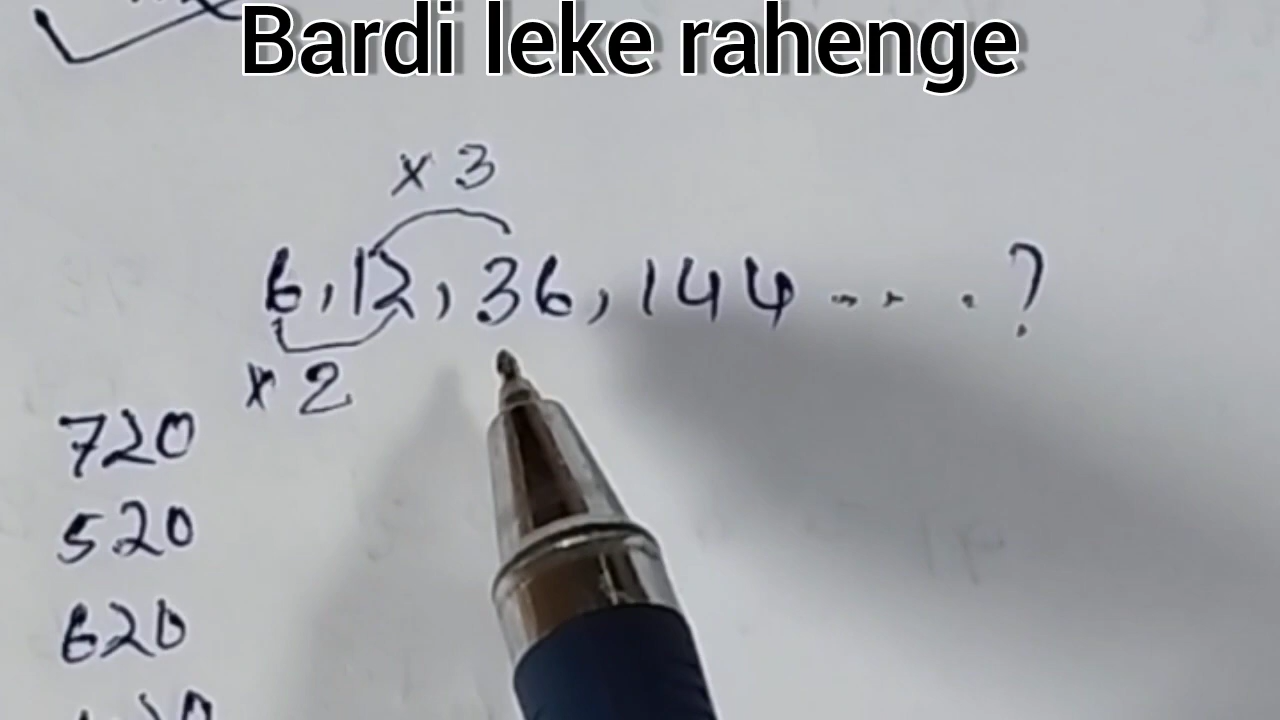 Bardi leke rahenge
x 3
6, 12, 36, 144 .... ?
x 2
720
520
620